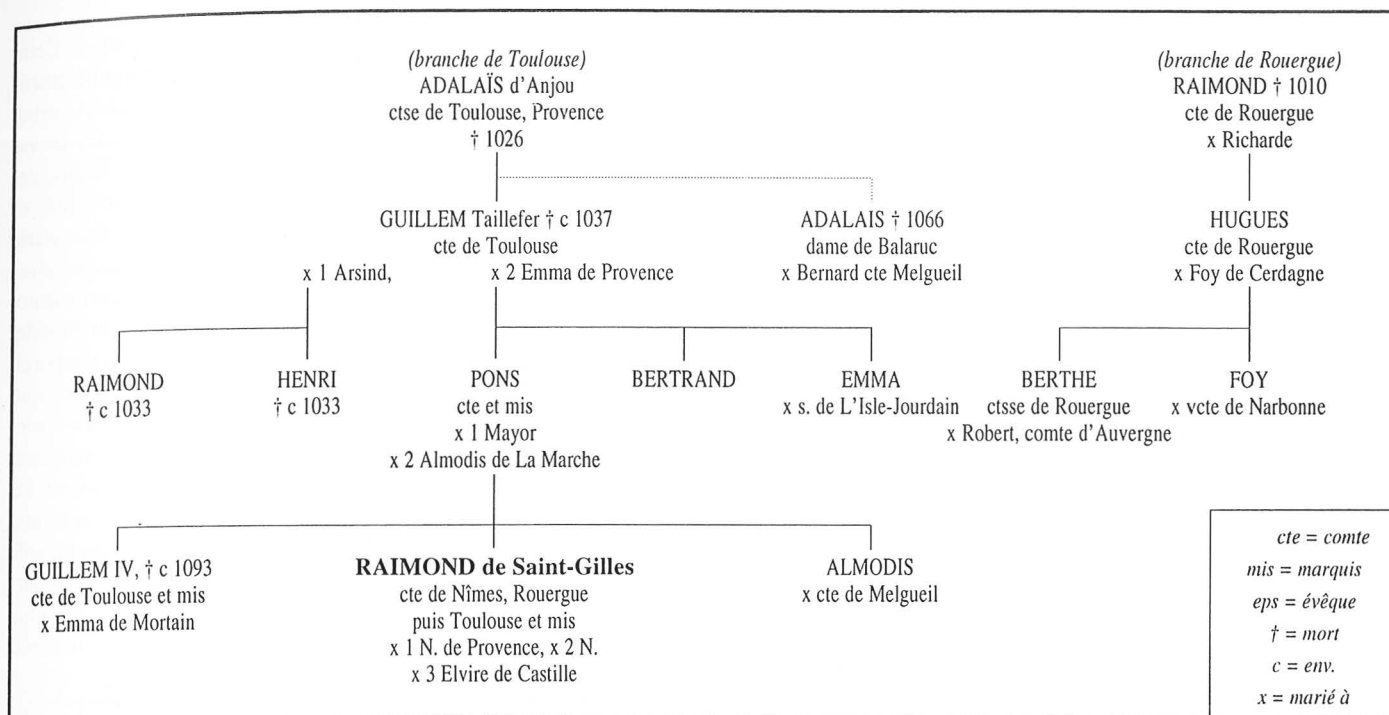 (branche de Toulouse)
ADALAÏS d'Anjou
ctse de Toulouse, Provence
† 1026
(branche de Rouergue)
RAIMOND † 1010
cte de Rouergue
x Richarde
GUILLEM Taillefer † c 1037
cte de Toulouse
x 1 Arsind,
x 2 Emma de Provence
ADALAIS † 1066
dame de Balaruc
x Bernard cte Melgueil
HUGUES
cte de Rouergue
x Foy de Cerdagne
RAIMOND
† c 1033
HENRI
† c 1033
PONS
cte et mis
x 1 Mayor
x 2 Almodis de La Marche
BERTRAND
EMMA
x s. de L'Isle-Jourdain
BERTHE
ctsse de Rouergue
x Robert, comte d'Auvergne
FOY
x vcte de Narbonne
GUILLEM IV, † c 1093
cte de Toulouse et mis
x Emma de Mortain
RAIMOND de Saint-Gilles
cte de Nîmes, Rouergue
puis Toulouse et mis
x 1 N. de Provence, x 2 N.
x 3 Elvire de Castille
ALMODIS
x cte de Melgueil
cte = comte
mis = marquis
eps = évêque
† = mort
c = env.
x = marié à